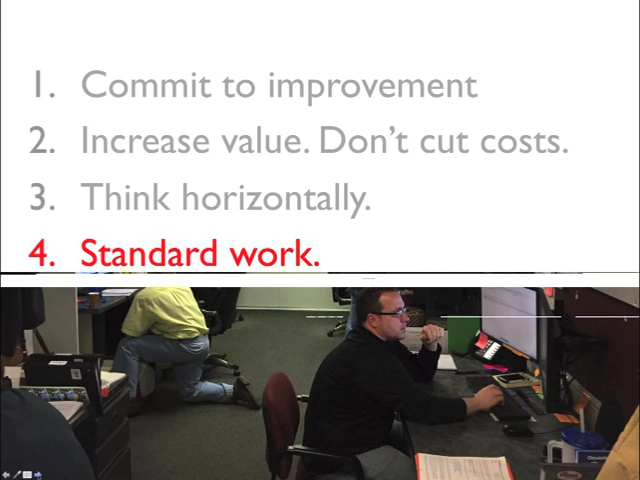 1. Commit to improvement
2. Increase value. Don't cut costs.
3. Think horizontally.
4. Standard work.